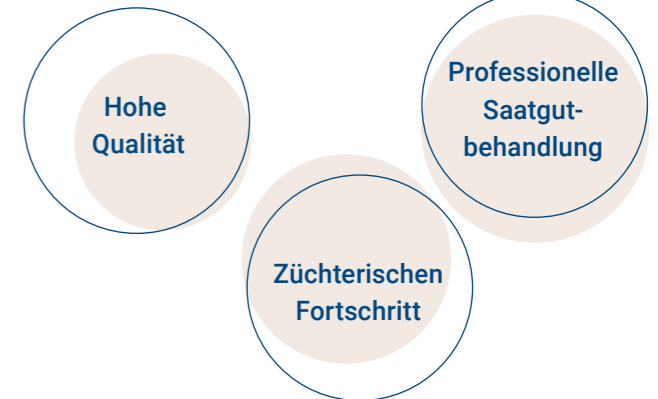 Hohe
Qualität
Professionelle
Saatgut-
behandlung
Züchterischen
Fortschritt